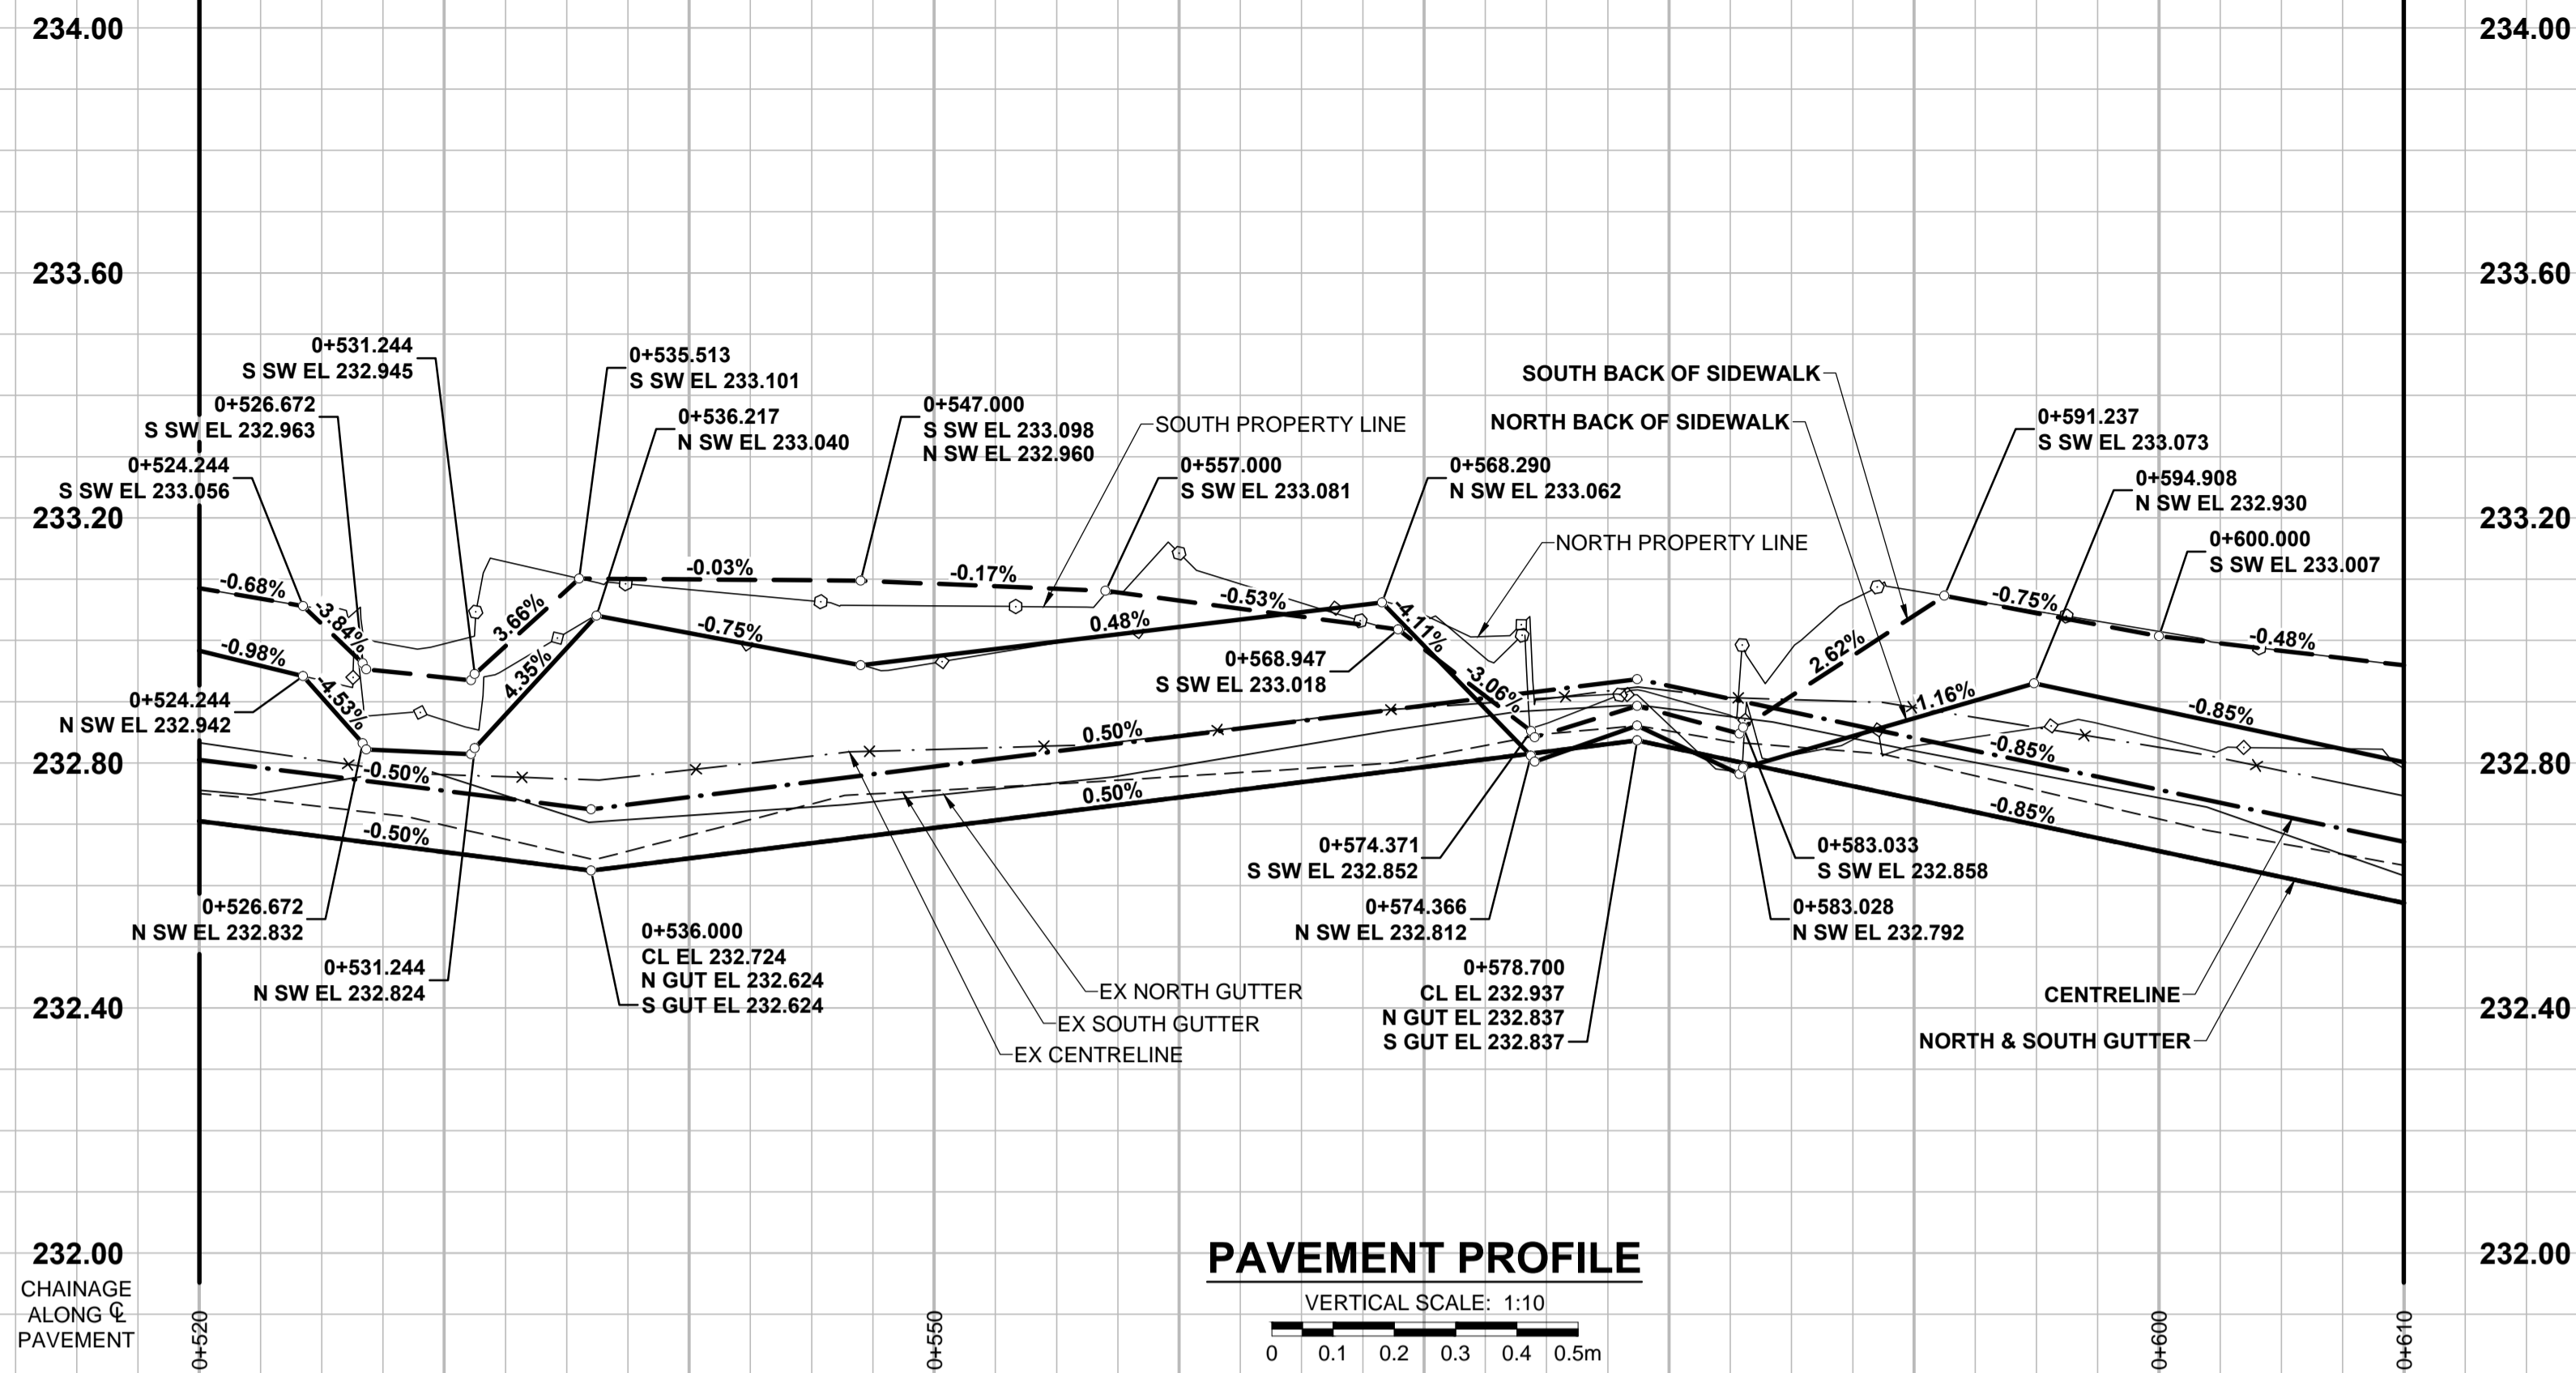 234.00
234.00
233.60
233.60
0+531.244
S SW EL 232.945
0+535.513
S SW EL 233.101
SOUTH BACK OF SIDEWALK
0+526.672
S SW EL 232.963
0+536.217
N SW EL 233.040
0+547.000
S SW EL 233.098
N SW EL 232.960
SOUTH PROPERTY LINE
NORTH BACK OF SIDEWALK
0+591.237
S SW EL 233.073
0+524.244
S SW EL 233.056
0+557.000
S SW EL 233.081
0+568.290
N SW EL 233.062
0+594.908
N SW EL 232.930
233.20
233.20
NORTH PROPERTY LINE
0+600.000
S SW EL 233.007
-0.68%
-3.84%
3.66%
-0.03%
-0.17%
-0.53%
-4.11%
-0.75%
-0.48%
-0.98%
-4.53%
4.35%
-0.75%
0.48%
-3.06%
2.62%
1.16%
-0.85%
0+568.947
S SW EL 233.018
0+524.244
N SW EL 232.942
232.80
232.80
-0.50%
0.50%
-0.85%
-0.50%
0.50%
-0.85%
0+574.371
S SW EL 232.852
0+583.033
S SW EL 232.858
0+526.672
N SW EL 232.832
0+574.366
N SW EL 232.812
0+583.028
N SW EL 232.792
0+531.244
N SW EL 232.824
0+536.000
CL EL 232.724
N GUT EL 232.624
S GUT EL 232.624
EX NORTH GUTTER
EX SOUTH GUTTER
EX CENTRELINE
0+578.700
CL EL 232.937
N GUT EL 232.837
S GUT EL 232.837
CENTRELINE
NORTH & SOUTH GUTTER
232.40
232.40
232.00
232.00
CHAINAGE
ALONG ℄
PAVEMENT
0+520
0+550
0+600
0+610
PAVEMENT PROFILE
VERTICAL SCALE: 1:10
0 0.1 0.2 0.3 0.4 0.5m